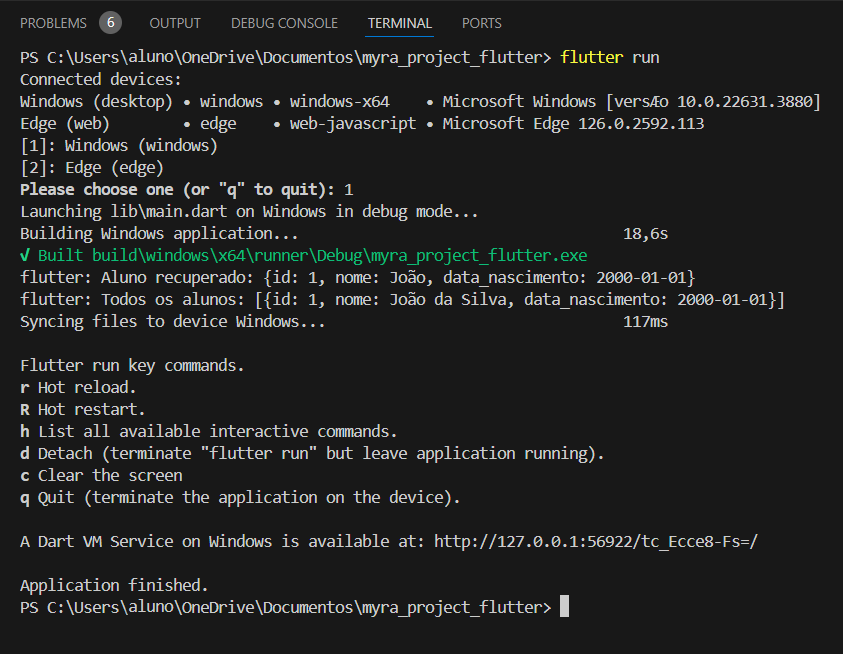 PROBLEMS 6 OUTPUT DEBUG CONSOLE TERMINAL PORTS
PS C:\Users\aluno\OneDrive\Documentos\myra_project_flutter> flutter run
Connected devices:
Windows (desktop) • windows • windows-x64 • Microsoft Windows [versÆo 10.0.22631.3880]
Edge (web) • edge • web-javascript • Microsoft Edge 126.0.2592.113
[1]: Windows (windows)
[2]: Edge (edge)
Please choose one (or "q" to quit): 1
Launching lib\main.dart on Windows in debug mode...
Building Windows application... 18,6s
√ Built build\windows\x64\runner\Debug\myra_project_flutter.exe
flutter: Aluno recuperado: {id: 1, nome: João, data_nascimento: 2000-01-01}
flutter: Todos os alunos: [{id: 1, nome: João da Silva, data_nascimento: 2000-01-01}]
Syncing files to device Windows... 117ms
Flutter run key commands.
r Hot reload.
R Hot restart.
h List all available interactive commands.
d Detach (terminate "flutter run" but leave application running).
c Clear the screen
q Quit (terminate the application on the device).
A Dart VM Service on Windows is available at: http://127.0.0.1:56922/tc_Ecce8-Fs=/
Application finished.
PS C:\Users\aluno\OneDrive\Documentos\myra_project_flutter>